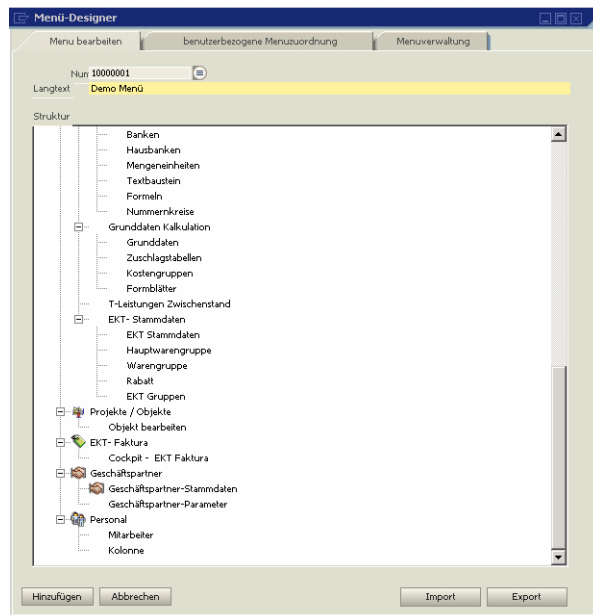 Menü-Designer
Menu bearbeiten benutzerbezogene Menuzuordnung Menuverwaltung
Num 10000001
Langtext Demo Menü
Struktur
Banken
Hausbanken
Mengeneinheiten
Textbaustein
Formeln
Nummernkreise
Grunddaten Kalkulation
Grunddaten
Zuschlagstabellen
Kostengruppen
Formblätter
T-Leistungen Zwischenstand
EKT- Stammdaten
EKT Stammdaten
Hauptwarengruppe
Warengruppe
Rabatt
EKT Gruppen
Projekte / Objekte
Objekt bearbeiten
EKT- Faktura
Cockpit - EKT Faktura
Geschäftspartner
Geschäftspartner-Stammdaten
Geschäftspartner-Parameter
Personal
Mitarbeiter
Kolonne
Hinzufügen Abbrechen Import Export